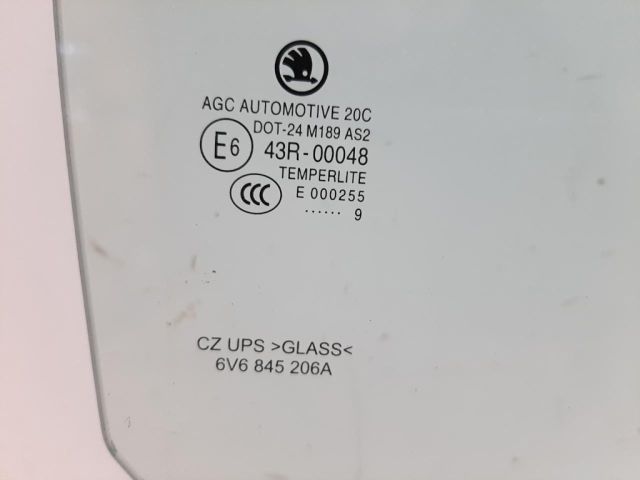 AGC AUTOMOTIVE 20C
DOT-24 M189 AS2
E6 43R-00048
TEMPERLITE
CCC E 000255
...... 9
CZ UPS >GLASS<
6V6 845 206A